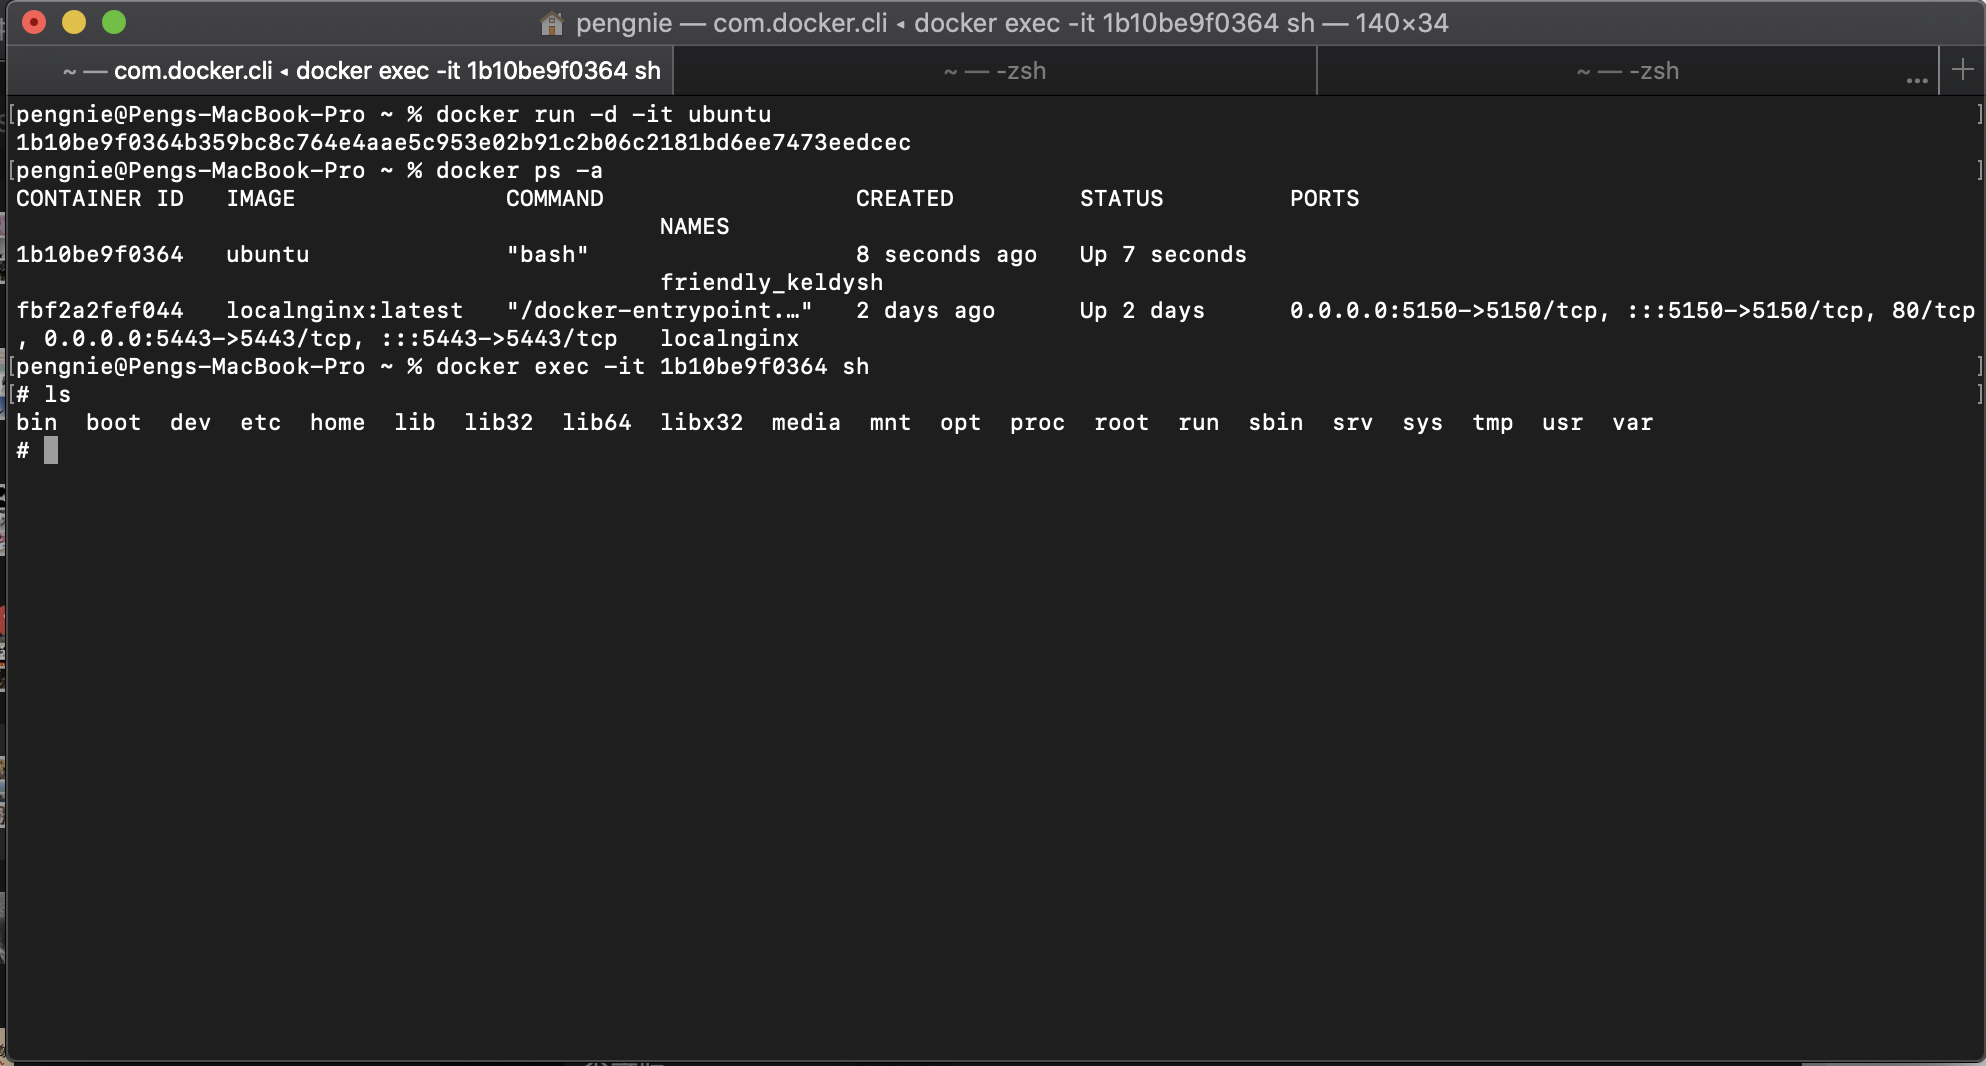 pengnie — com.docker.cli ◂ docker exec -it 1b10be9f0364 sh — 140×34
~ — com.docker.cli ◂ docker exec -it 1b10be9f0364 sh
~ — -zsh
~ — -zsh
...
[pengnie@Pengs-MacBook-Pro ~ % docker run -d -it ubuntu ]
1b10be9f0364b359bc8c764e4aae5c953e02b91c2b06c2181bd6ee7473eedcec
[pengnie@Pengs-MacBook-Pro ~ % docker ps -a ]
CONTAINER ID   IMAGE               COMMAND                  CREATED         STATUS         PORTS
                                              NAMES
1b10be9f0364   ubuntu              "bash"                   8 seconds ago   Up 7 seconds
                                              friendly_keldysh
fbf2a2fef044   localnginx:latest   "/docker-entrypoint.…"   2 days ago      Up 2 days      0.0.0.0:5150->5150/tcp, :::5150->5150/tcp, 80/tcp
, 0.0.0.0:5443->5443/tcp, :::5443->5443/tcp   localnginx
[pengnie@Pengs-MacBook-Pro ~ % docker exec -it 1b10be9f0364 sh ]
[# ls ]
bin  boot  dev  etc  home  lib  lib32  lib64  libx32  media  mnt  opt  proc  root  run  sbin  srv  sys  tmp  usr  var
#